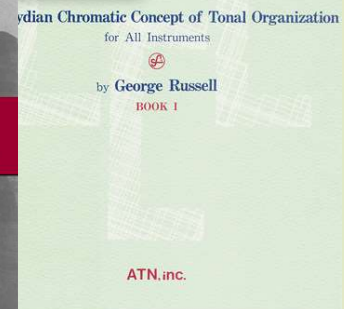 ydian Chromatic Concept of Tonal Organization
for All Instruments
by George Russell
BOOK I
ATN, inc.